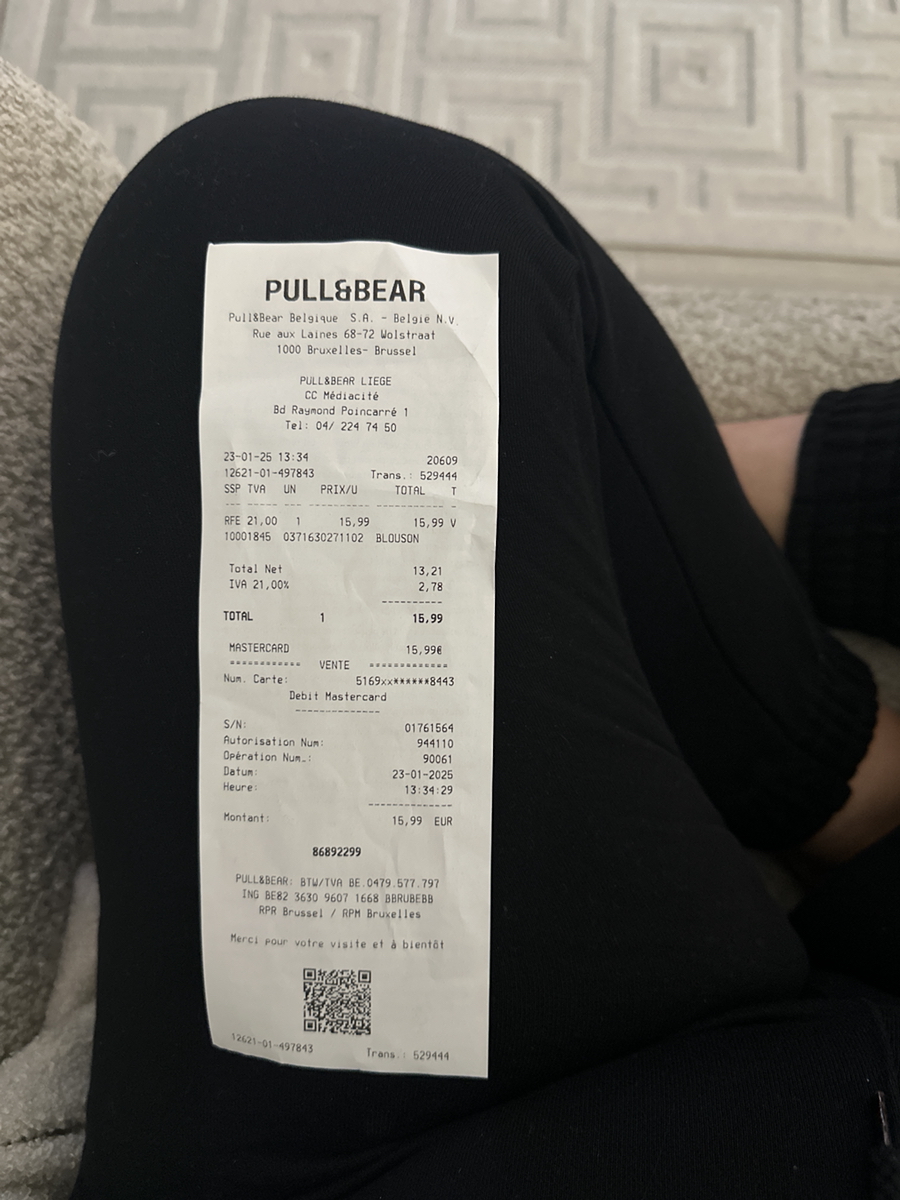 PULL&BEAR
Pull&Bear Belgique S.A. - België N.V.
Rue aux Laines 68-72 Wolstraat
1000 Bruxelles- Brussel
PULL&BEAR LIEGE
CC Médiacité
Bd Raymond Poincarré 1
Tel: 04/ 224 74 50
23-01-25 13:34 20609
12621-01-497843 Trans.: 529444
SSP TVA UN PRIX/U TOTAL T
--- ----- --- ---------- ---------- -
RFE 21,00 1 15,99 15,99 V
10001845 0371630271102 BLOUSON
Total Net 13,21
IVA 21,00% 2,78
----------
TOTAL 1 15,99
MASTERCARD 15,99€
============ VENTE =============
Num. Carte: 5169xx******8443
Debit Mastercard
--------------
S/N: 01761564
Autorisation Num: 944110
Opération Num.: 90061
Datum: 23-01-2025
Heure: 13:34:29
--------------
Montant: 15,99 EUR
86892299
PULL&BEAR: BTW/TVA BE.0479.577.797
ING BE82 3630 9607 1668 BBRUBEBB
RPR Brussel / RPM Bruxelles
Merci pour votre visite et à bientôt
12621-01-497843 Trans.: 529444